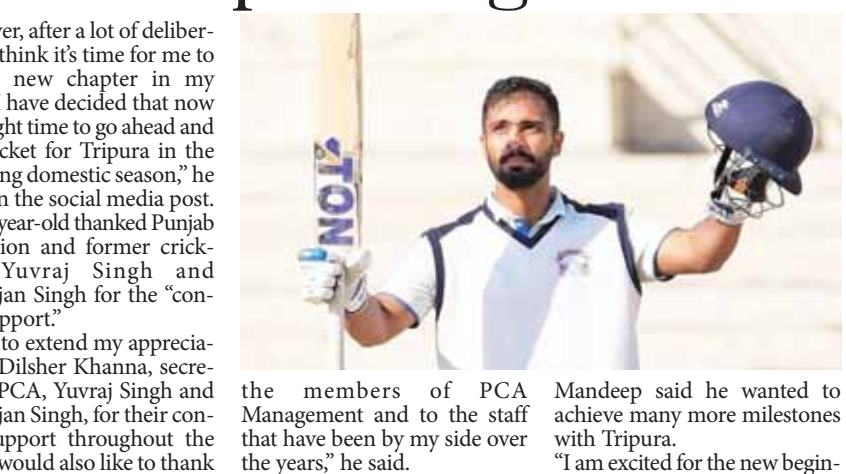 ver, after a lot of deliber-
think it's time for me to
new chapter in my
I have decided that now
ght time to go ahead and
cket for Tripura in the
ng domestic season,” he
n the social media post.
year-old thanked Punjab
ion and former crick-
Yuvraj Singh and
jan Singh for the “con-
pport.”
to extend my apprecia-
Dilsher Khanna, secre-
PCA, Yuvraj Singh and
jan Singh, for their con-
upport throughout the
would also like to thank
TON
the members of PCA
Management and to the staff
that have been by my side over
the years,” he said.
Mandeep said he wanted to
achieve many more milestones
with Tripura.
“I am excited for the new begin-